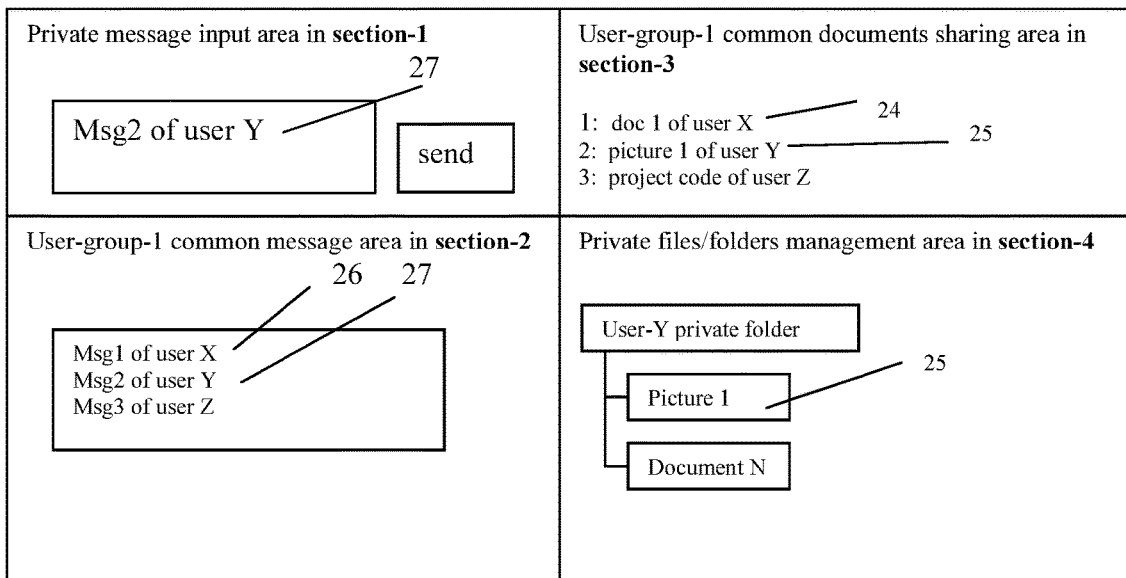 Private message input area in section-1
27
Msg2 of user Y
send
User-group-1 common documents sharing area in
section-3
24
1: doc 1 of user X
25
2: picture 1 of user Y
3: project code of user Z
User-group-1 common message area in section-2
26 27
Msg1 of user X
Msg2 of user Y
Msg3 of user Z
Private files/folders management area in section-4
User-Y private folder
25
Picture 1
Document N